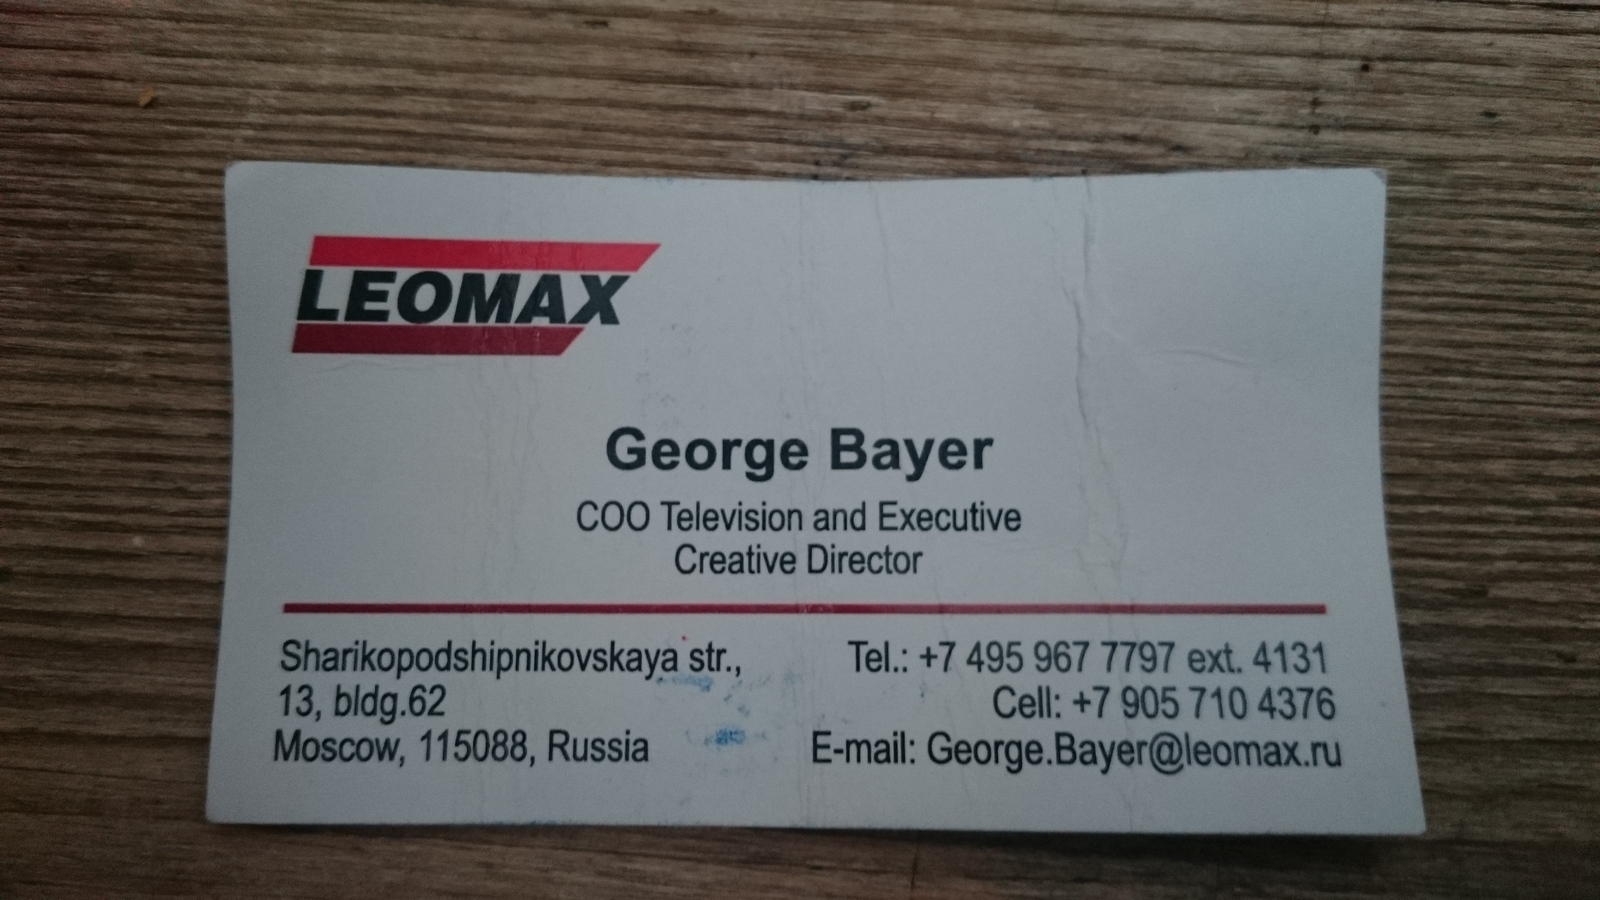 LEOMAX
George Bayer
COO Television and Executive
Creative Director
Sharikopodshipnikovskaya str.,
13, bldg.62
Moscow, 115088, Russia
Tel.: +7 495 967 7797 ext. 4131
Cell: +7 905 710 4376
E-mail: George.Bayer@leomax.ru